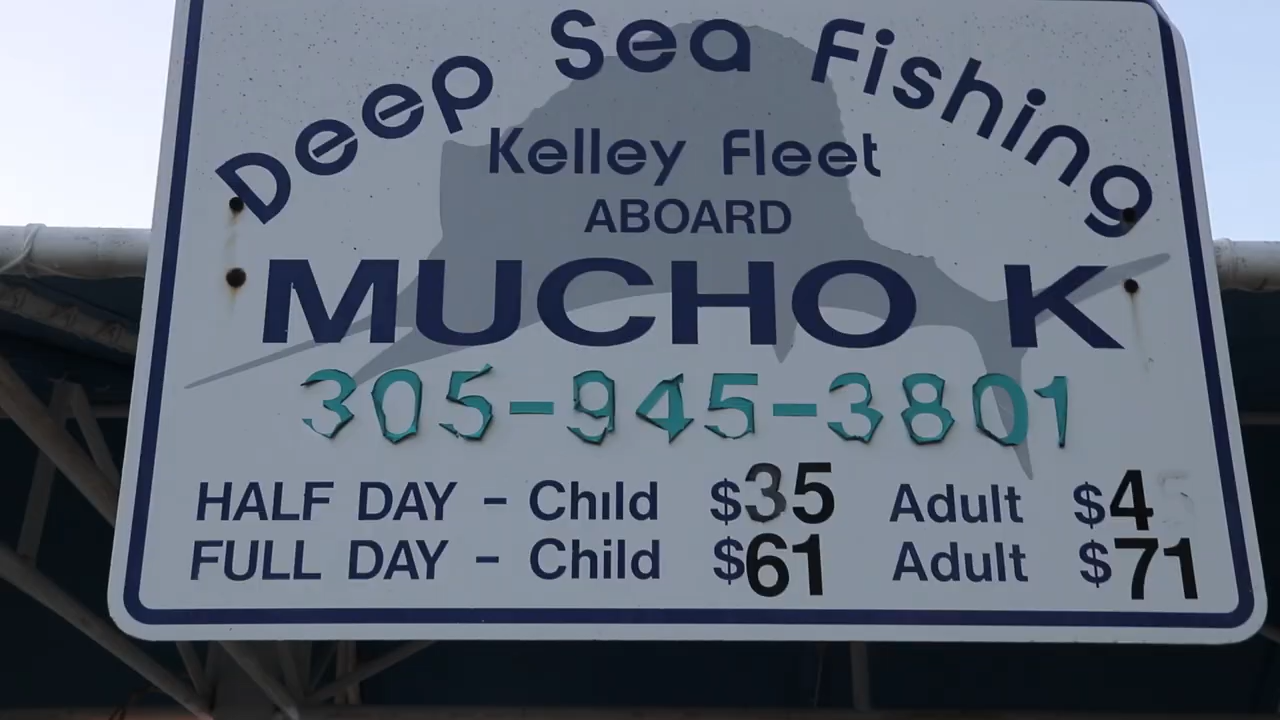 Deep Sea Fishing
Kelley Fleet
ABOARD
MUCHO K
305-945-3801
HALF DAY - Child $35 Adult $45
FULL DAY - Child $61 Adult $71